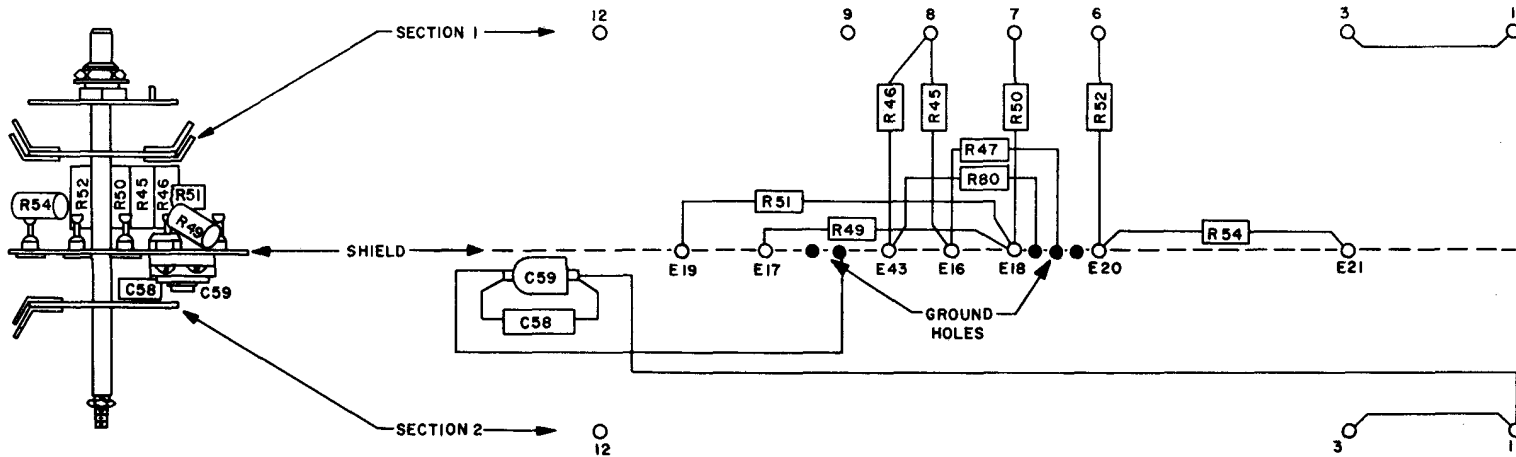 SECTION 1
12
9
8
7
6
3
1
R46
R45
R50
R52
R47
R80
R51
R49
R54
R52
R50
R45
R46
R51
R54
R49
SHIELD
E19
E17
E43
E16
E18
E20
E21
C58
C59
C59
C58
GROUND
HOLES
SECTION 2
12
3
1